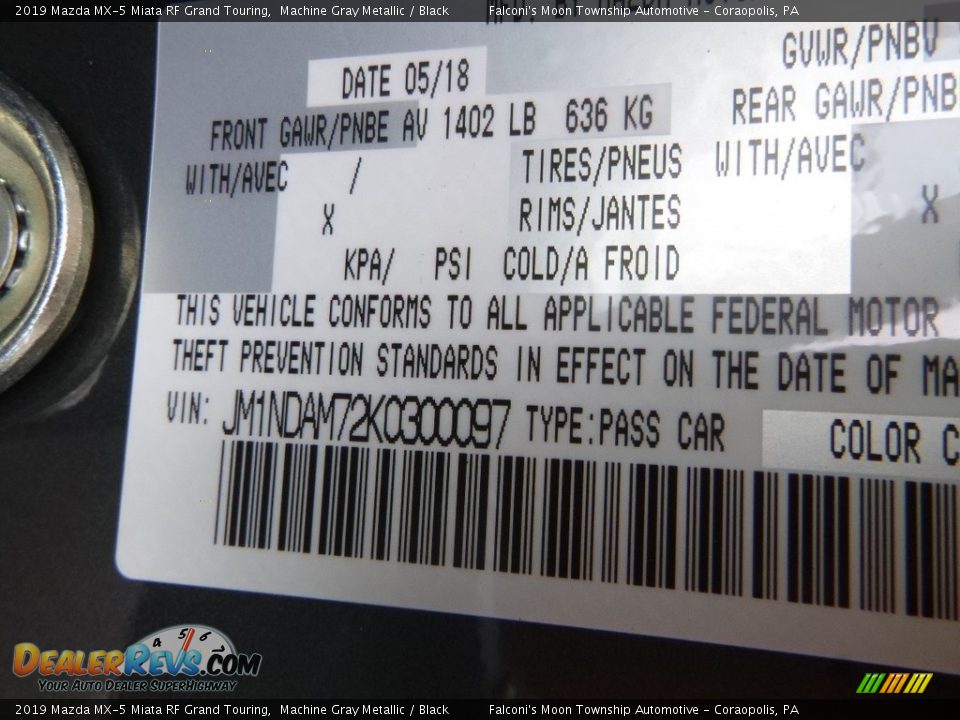 2019 Mazda MX-5 Miata RF Grand Touring, Machine Gray Metallic / Black Falconi's Moon Township Automotive - Coraopolis, PA
GVWR/PNBV
DATE 05/18
FRONT GAWR/PNBE AV 1402 LB 636 KG REAR GAWR/PNB
WITH/AVEC / TIRES/PNEUS WITH/AVEC
X RIMS/JANTES X
KPA/ PSI COLD/A FROID
THIS VEHICLE CONFORMS TO ALL APPLICABLE FEDERAL MOTOR
THEFT PREVENTION STANDARDS IN EFFECT ON THE DATE OF MA
VIN: JM1NDAM72K0300097 TYPE:PASS CAR COLOR C
4 5 6
DealerRevs.com
Your Auto Dealer SuperHighway
2019 Mazda MX-5 Miata RF Grand Touring, Machine Gray Metallic / Black Falconi's Moon Township Automotive - Coraopolis, PA